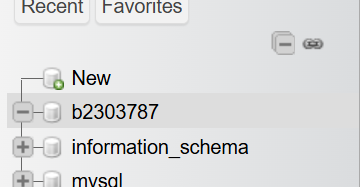 Recent Favorites
New
b2303787
information_schema
mysql